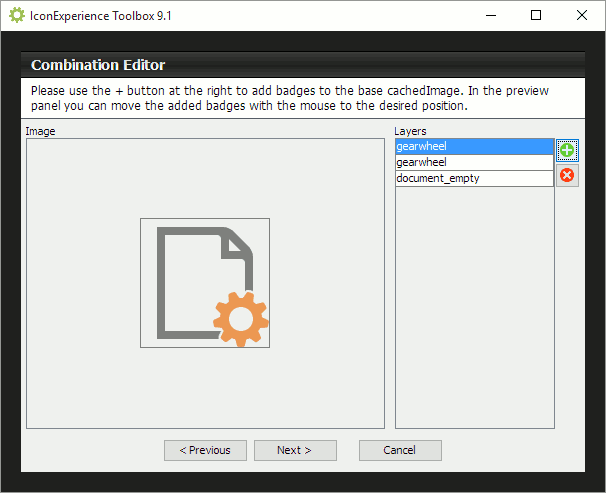 IconExperience Toolbox 9.1
Combination Editor
Please use the + button at the right to add badges to the base cachedImage. In the preview
panel you can move the added badges with the mouse to the desired position.
Image
Layers
gearwheel
gearwheel
document_empty
< Previous
Next >
Cancel